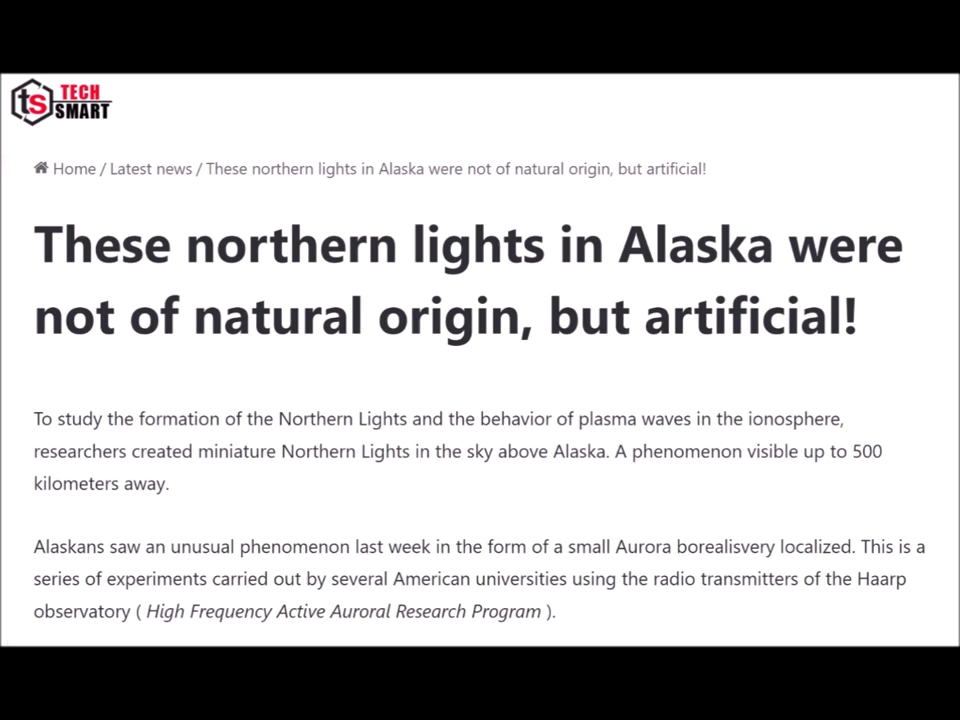 ts TECH
SMART
Home / Latest news / These northern lights in Alaska were not of natural origin, but artificial!
These northern lights in Alaska were
not of natural origin, but artificial!
To study the formation of the Northern Lights and the behavior of plasma waves in the ionosphere,
researchers created miniature Northern Lights in the sky above Alaska. A phenomenon visible up to 500
kilometers away.
Alaskans saw an unusual phenomenon last week in the form of a small Aurora borealisvery localized. This is a
series of experiments carried out by several American universities using the radio transmitters of the Haarp
observatory ( High Frequency Active Auroral Research Program ).